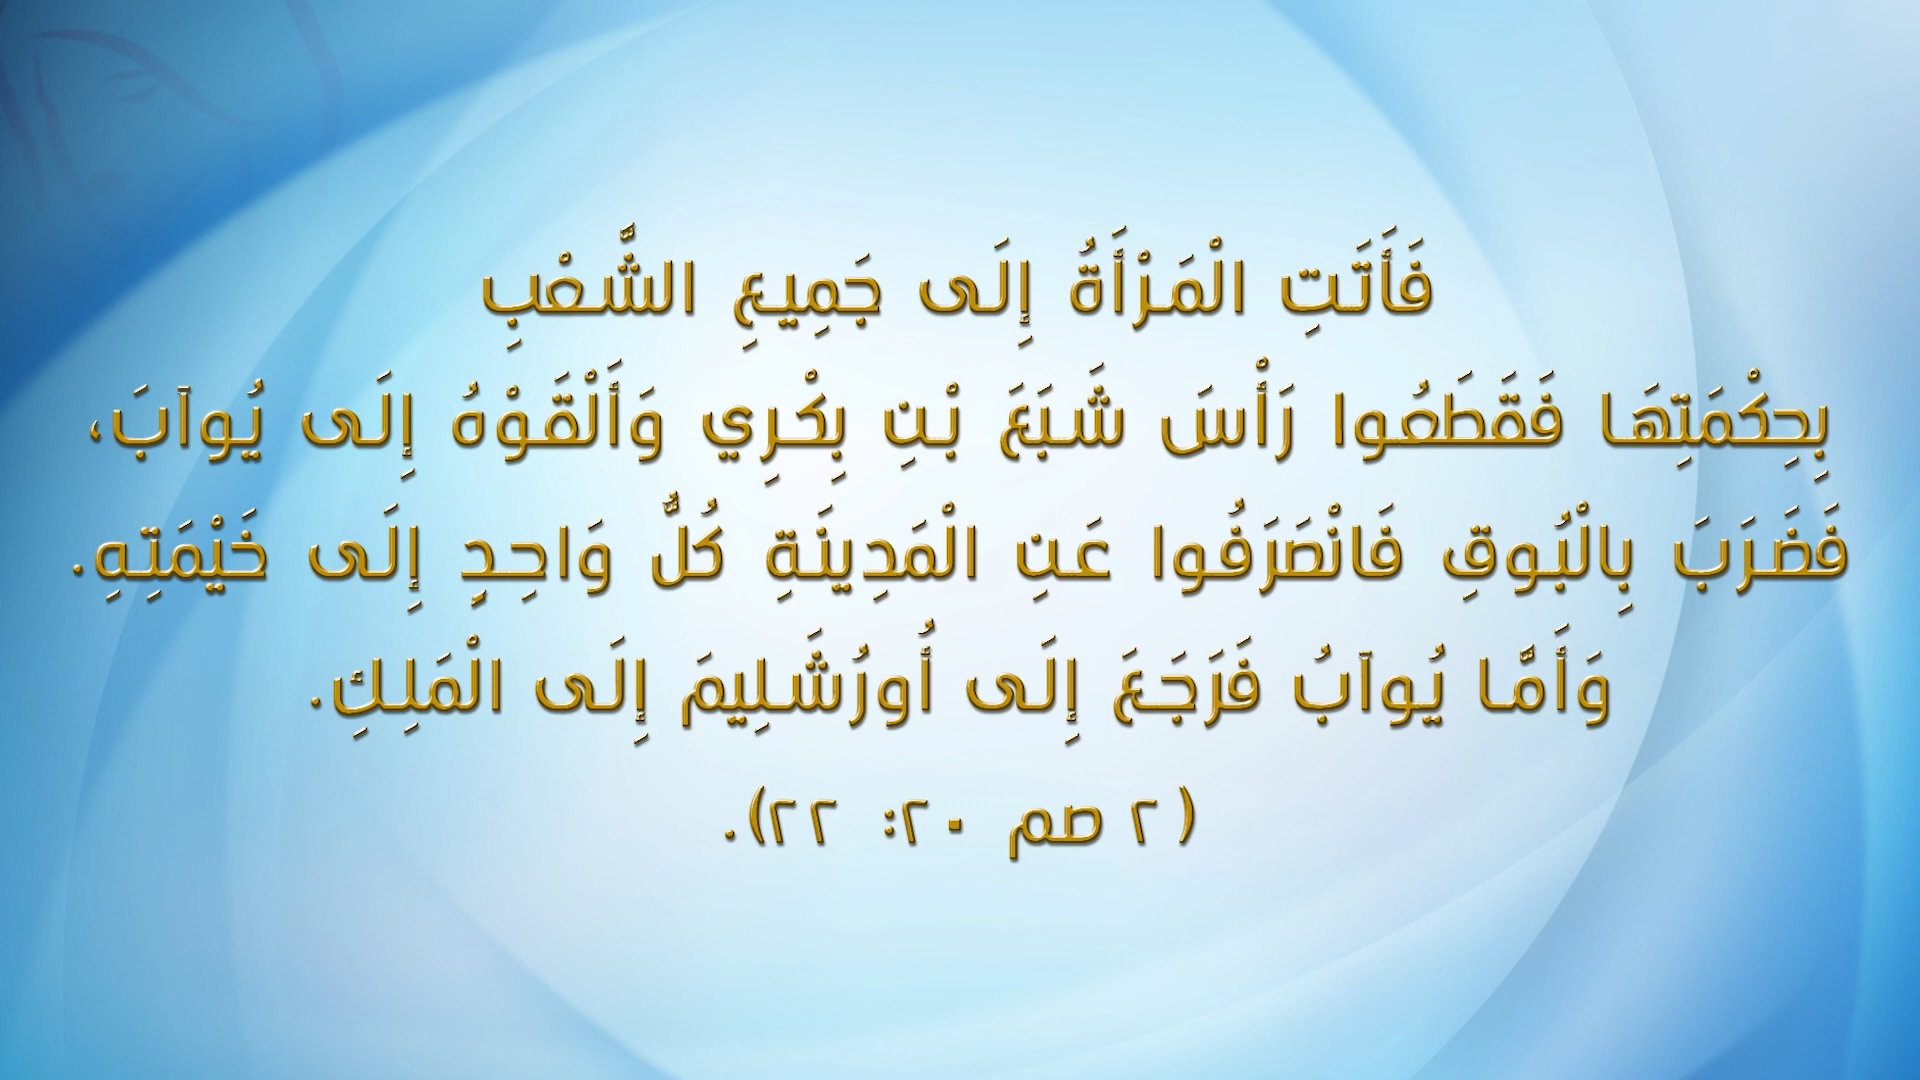 فَأَتَتِ الْمَرْأَةُ إِلَى جَمِيعِ الشَّعْبِ
بِحِكْمَتِهَا فَقَطَعُوا رَأْسَ شَبَعَ بْنِ بِكْرِي وَأَلْقَوْهُ إِلَى يُوآبَ،
فَضَرَبَ بِالْبُوقِ فَانْصَرَفُوا عَنِ الْمَدِينَةِ كُلُّ وَاحِدٍ إِلَى خَيْمَتِهِ.
وَأَمَّا يُوآبُ فَرَجَعَ إِلَى أُورُشَلِيمَ إِلَى الْمَلِكِ.
(٢ صم ٢٠: ٢٢).